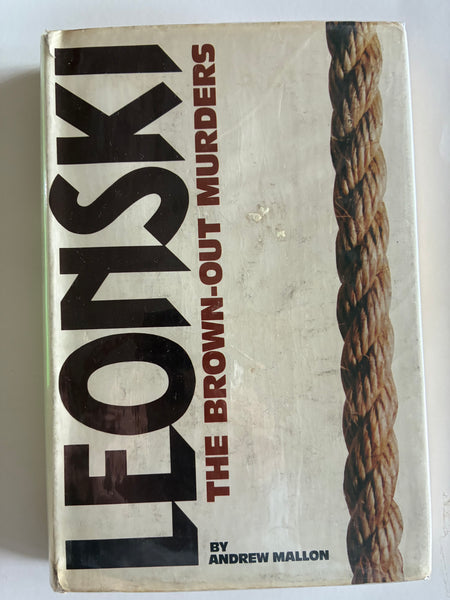 LEONSKI
THE BROWN-OUT MURDERS
BY
ANDREW MALLON